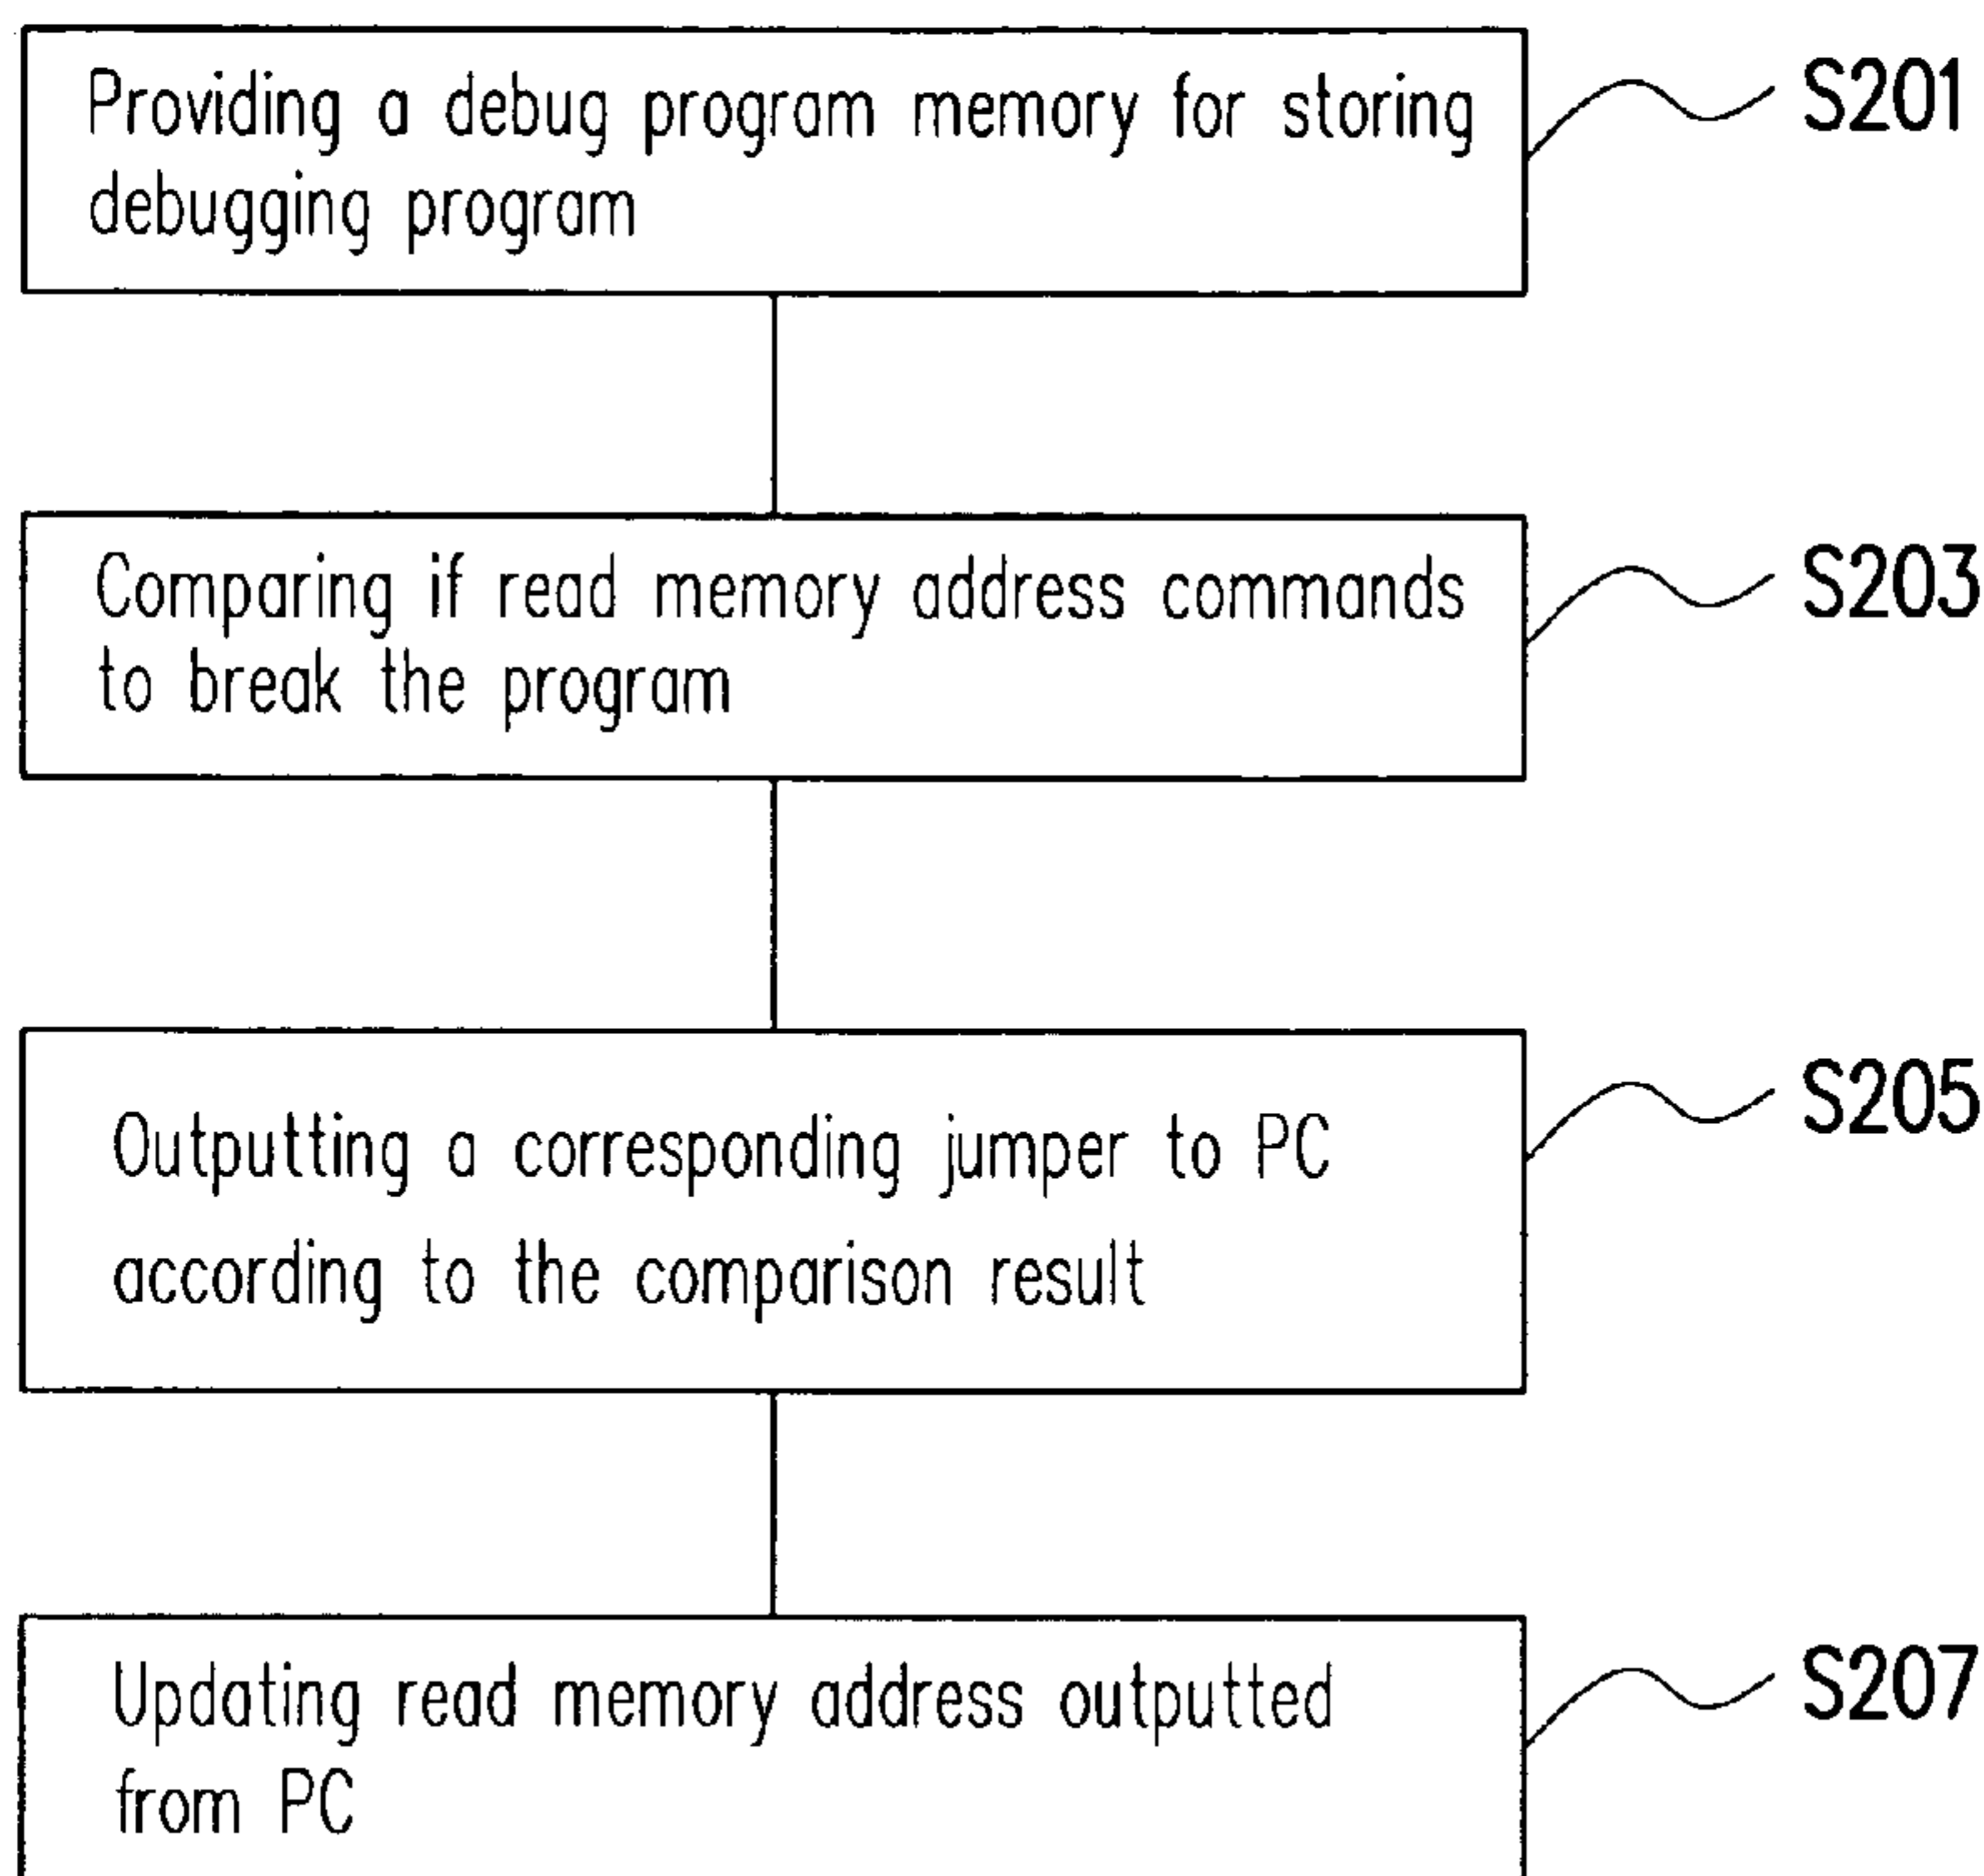 Providing a debug program memory for storing
debugging program
S201
Comparing if read memory address commands
to break the program
S203
Outputting a corresponding jumper to PC
according to the comparison result
S205
Updating read memory address outputted
from PC
S207